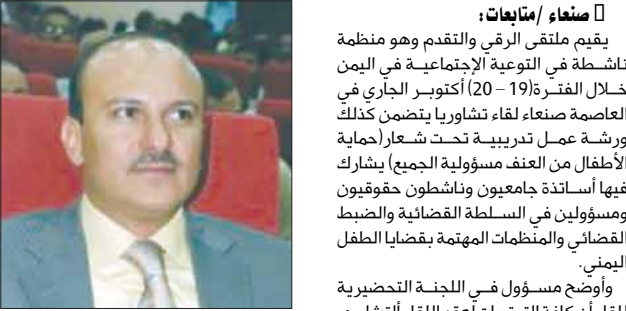 صنعاء /متابعات:
يقيم ملتقى الرقي والتقدم وهو منظمة
ناشطة في التوعية الإجتماعية في اليمن
خلال الفترة(19 – 20) أكتوبر الجاري في
العاصمة صنعاء لقاء تشاوريا يتضمن كذلك
ورشة عمل تدريبية تحت شعار(حماية
الأطفال من العنف مسؤولية الجميع) يشارك
فيها أساتذة جامعيون وناشطون حقوقيون
ومسؤولين في السلطة القضائية والضبط
القضائي والمنظمات المهتمة بقضايا الطفل
اليمني.
وأوضح مسؤول في اللجنة التحضيرية